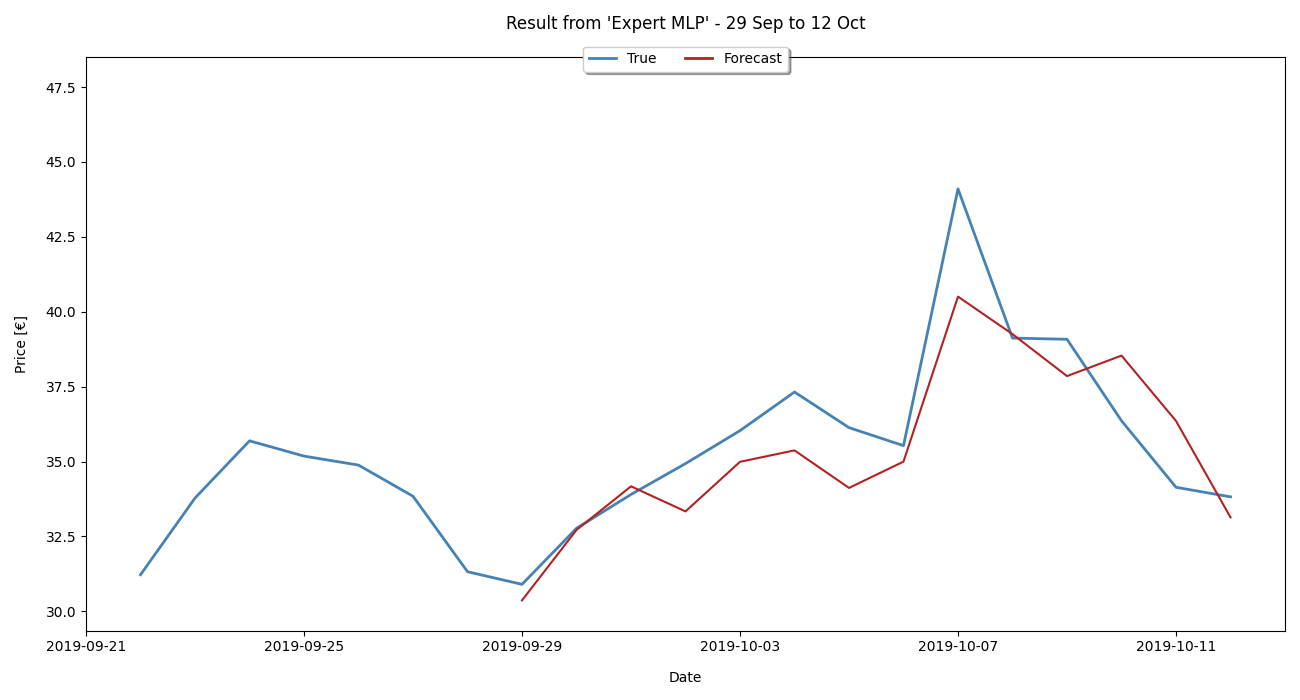 Result from 'Expert MLP' - 29 Sep to 12 Oct
True Forecast
47.5
45.0
42.5
40.0
37.5
35.0
32.5
30.0
Price [€]
2019-09-21 2019-09-25 2019-09-29 2019-10-03 2019-10-07 2019-10-11
Date